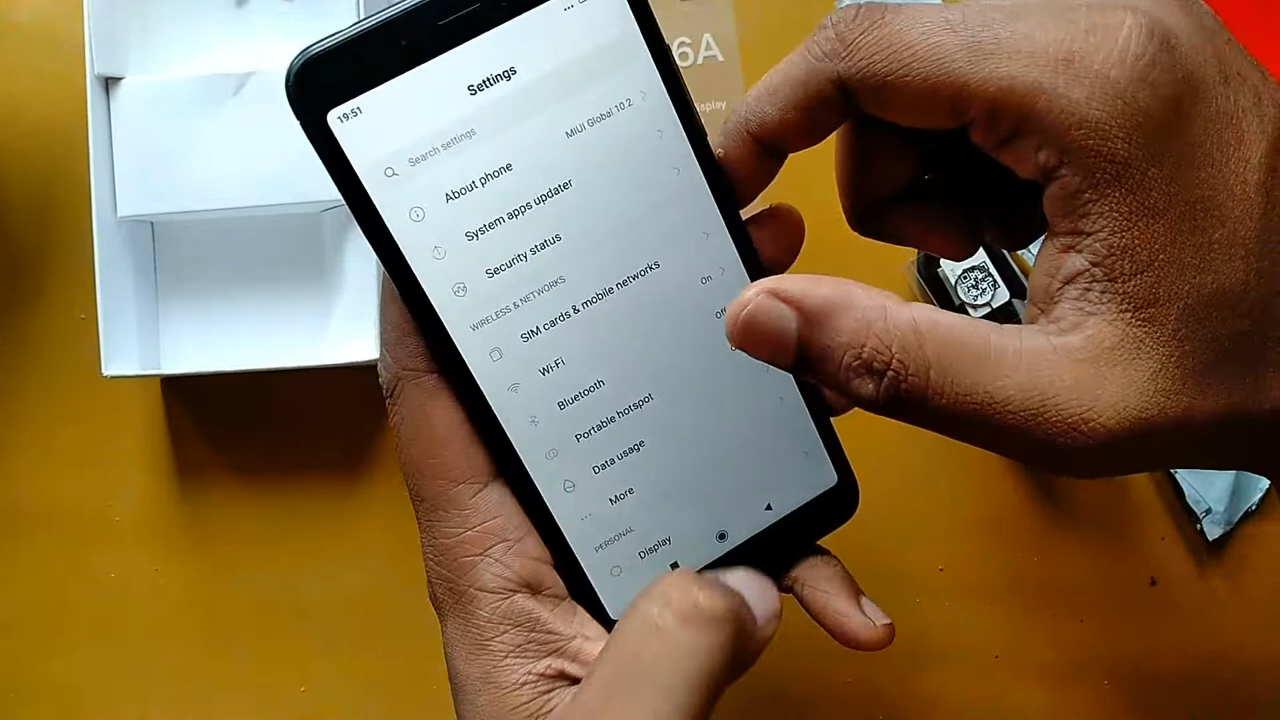 Settings
19:51
Search settings
About phone MIUI Global 10.2
System apps updater
Security status
WIRELESS & NETWORKS
SIM cards & mobile networks
Wi-Fi On
Bluetooth Off
Portable hotspot
Data usage
More
PERSONAL
Display
6A